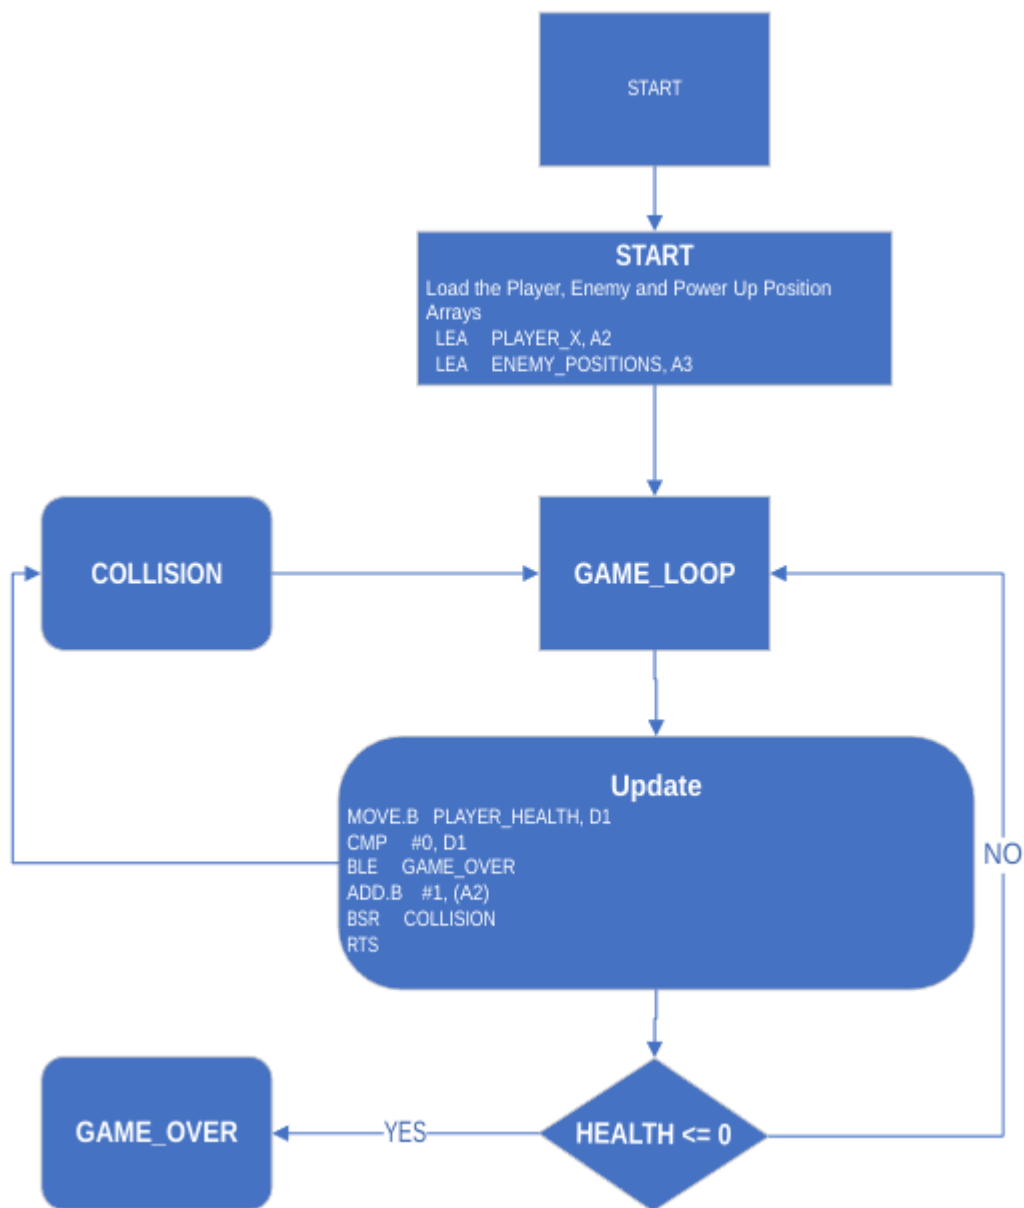 START
START
Load the Player, Enemy and Power Up Position
Arrays
LEA PLAYER_X, A2
LEA ENEMY_POSITIONS, A3
COLLISION
GAME_LOOP
Update
MOVE.B PLAYER_HEALTH, D1
CMP #0, D1
BLE GAME_OVER
ADD.B #1, (A2)
BSR COLLISION
RTS
NO
GAME_OVER
YES
HEALTH <= 0